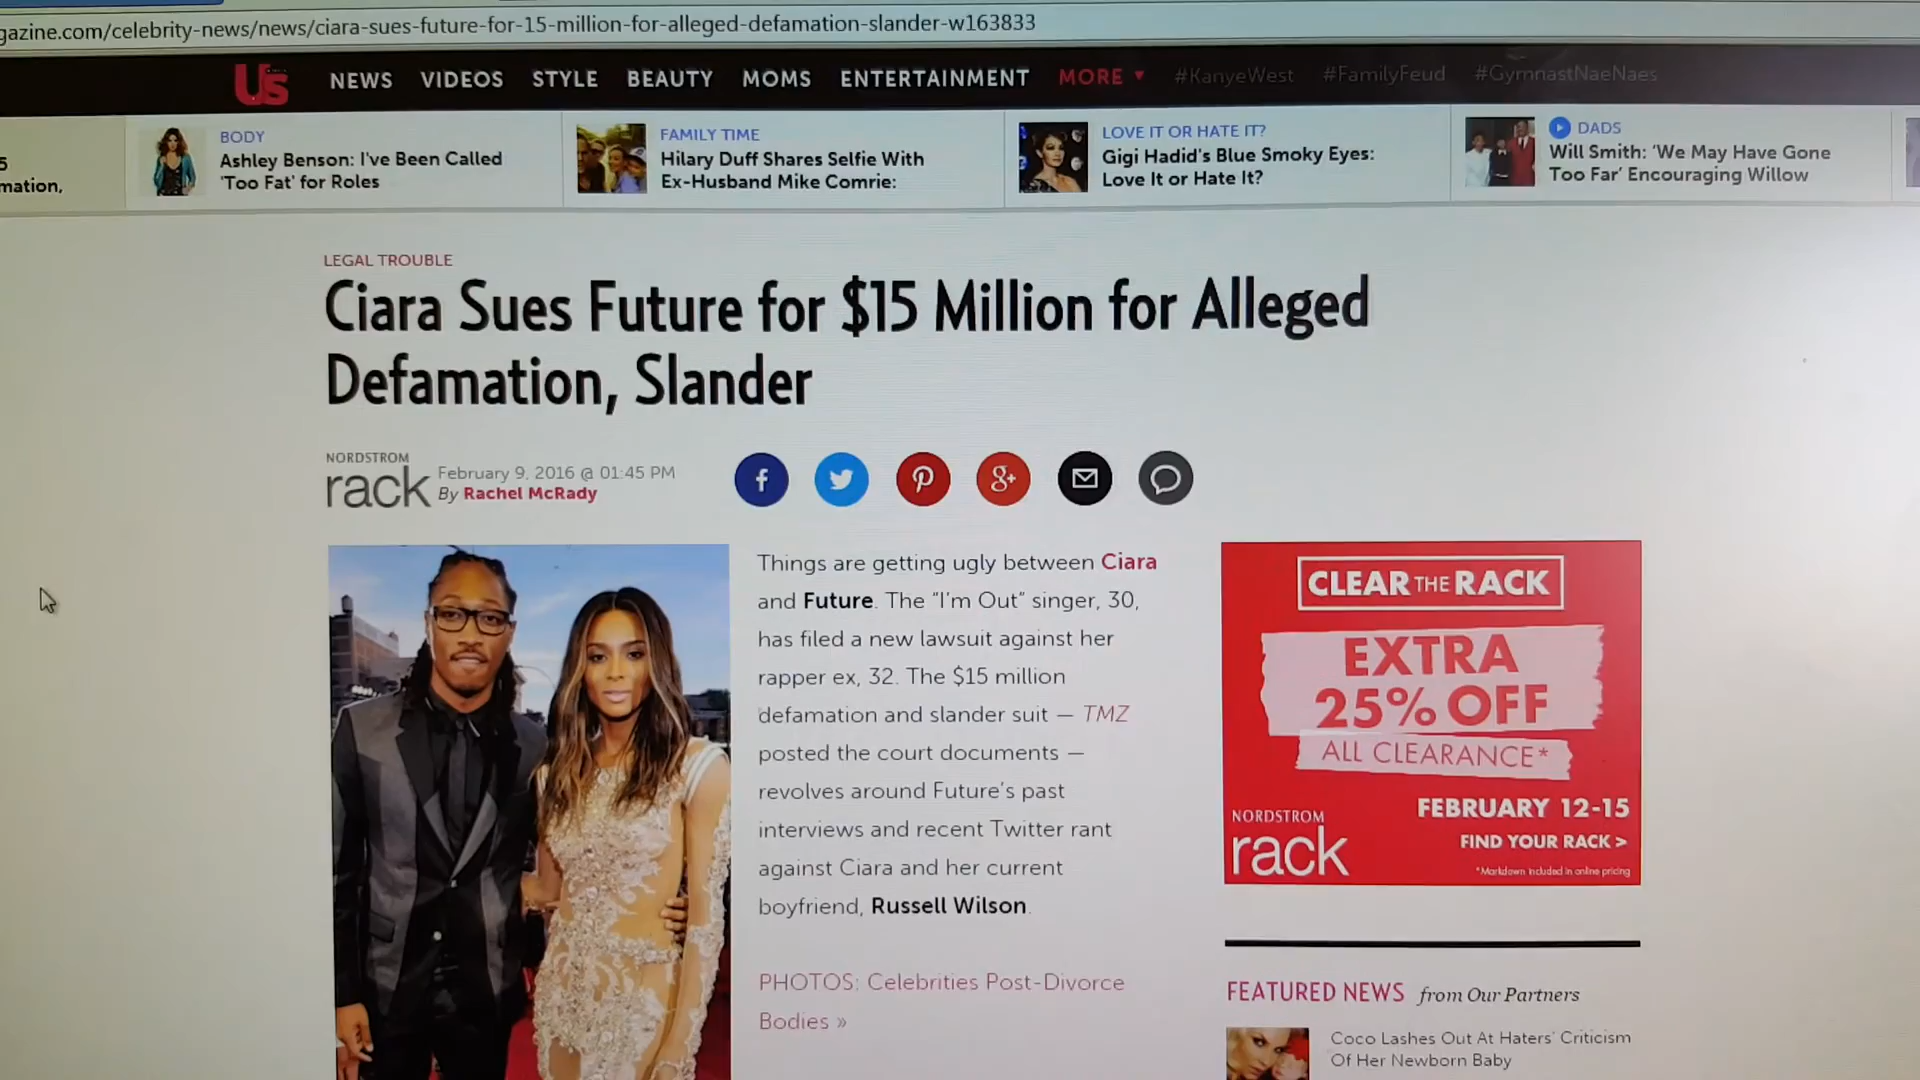 gazine.com/celebrity-news/news/ciara-sues-future-for-15-million-for-alleged-defamation-slander-w163833
Us
NEWS VIDEOS STYLE BEAUTY MOMS ENTERTAINMENT MORE ▼ #KanyeWest #FamilyFeud #GymnastNaeNaes
5
mation,
BODY
Ashley Benson: I've Been Called
'Too Fat' for Roles
FAMILY TIME
Hilary Duff Shares Selfie With
Ex-Husband Mike Comrie:
LOVE IT OR HATE IT?
Gigi Hadid's Blue Smoky Eyes:
Love It or Hate It?
DADS
Will Smith: ‘We May Have Gone
Too Far’ Encouraging Willow
LEGAL TROUBLE
Ciara Sues Future for $15 Million for Alleged
Defamation, Slander
NORDSTROM
rack
February 9, 2016 @ 01:45 PM
By Rachel McRady
Things are getting ugly between Ciara
and Future. The “I’m Out” singer, 30,
has filed a new lawsuit against her
rapper ex, 32. The $15 million
defamation and slander suit — TMZ
posted the court documents —
revolves around Future’s past
interviews and recent Twitter rant
against Ciara and her current
boyfriend, Russell Wilson.
PHOTOS: Celebrities Post-Divorce
Bodies »
CLEAR THE RACK
EXTRA
25% OFF
ALL CLEARANCE*
NORDSTROM
rack
FEBRUARY 12-15
FIND YOUR RACK >
*Markdown included in online pricing
FEATURED NEWS from Our Partners
Coco Lashes Out At Haters’ Criticism
Of Her Newborn Baby